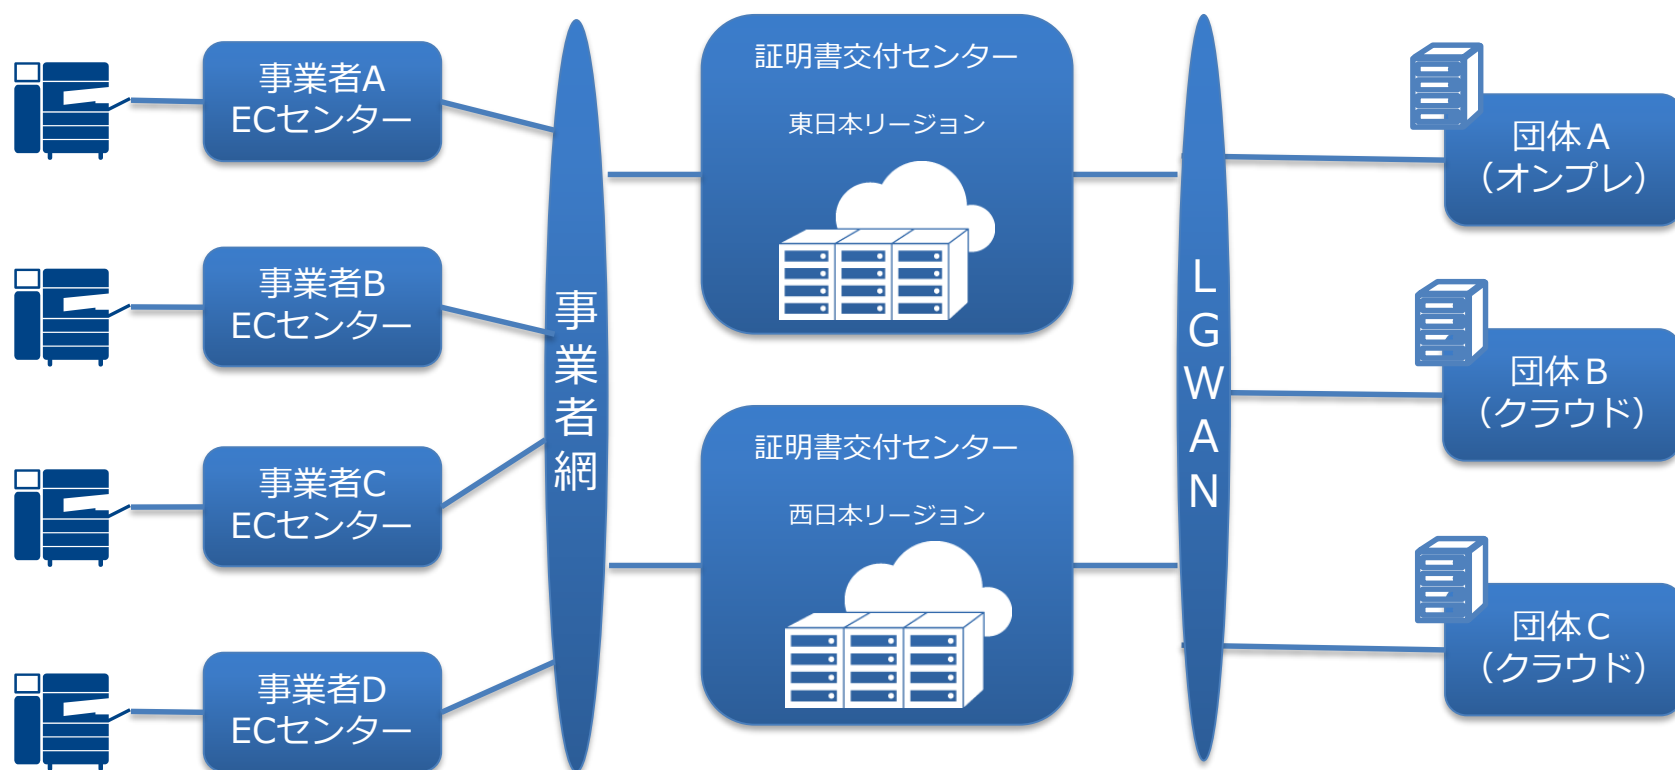 事業者A
ECセンター
事業者B
ECセンター
事業者C
ECセンター
事業者D
ECセンター
事業者網
証明書交付センター
東日本リージョン
証明書交付センター
西日本リージョン
LGWAN
団体A
（オンプレ）
団体B
（クラウド）
団体C
（クラウド）